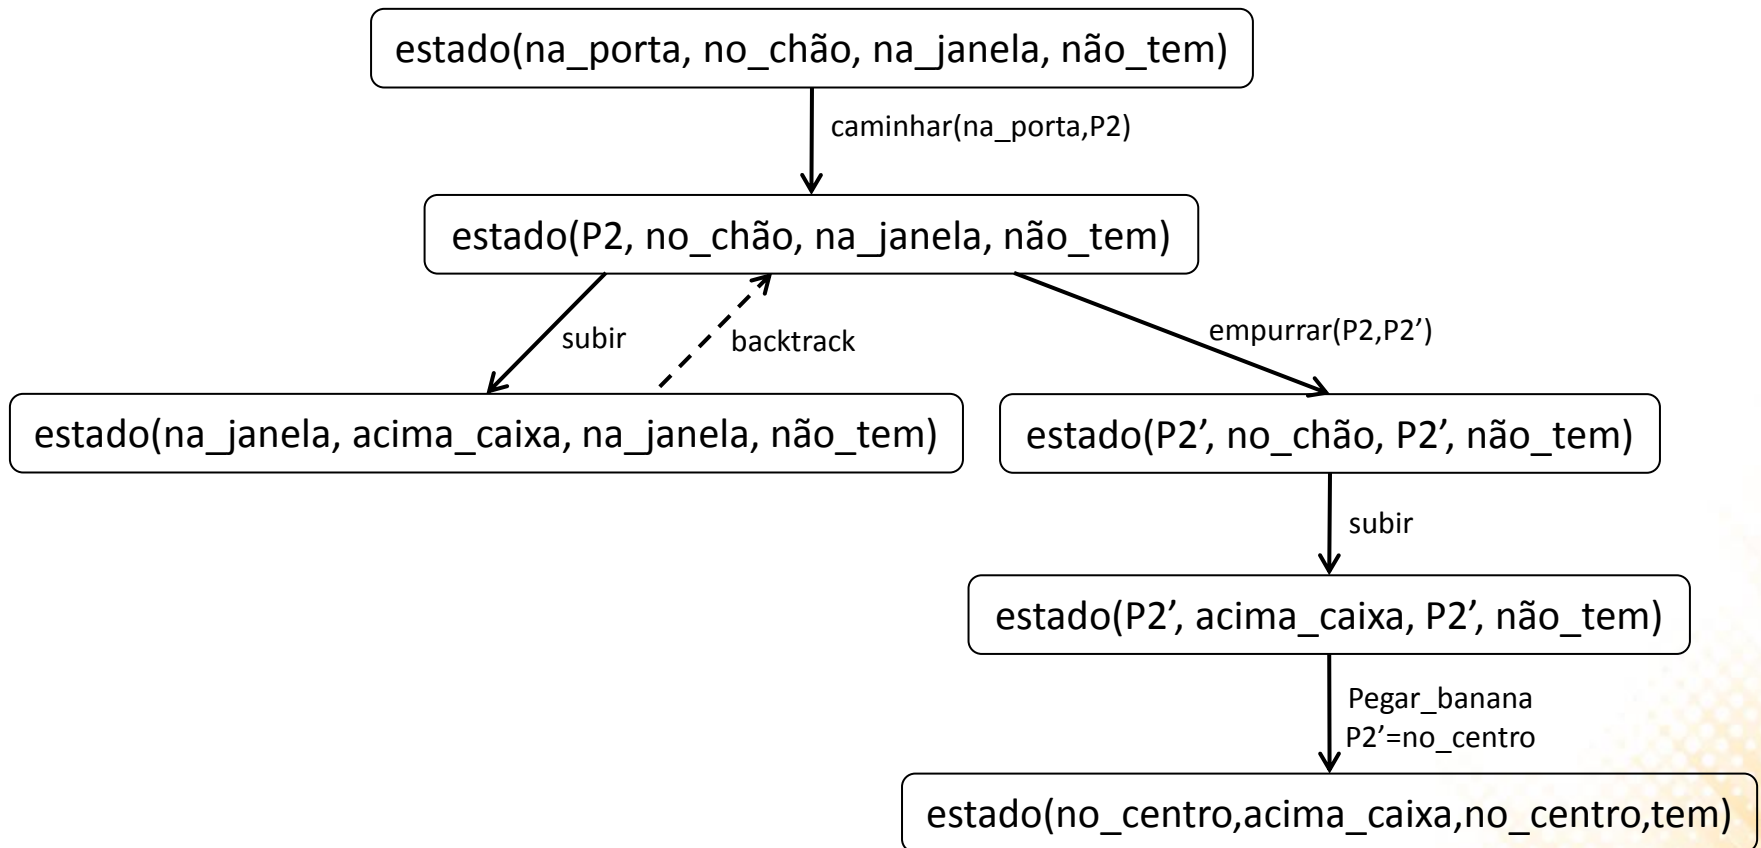 estado(na_porta, no_chão, na_janela, não_tem)
caminhar(na_porta,P2)
estado(P2, no_chão, na_janela, não_tem)
subir
backtrack
empurrar(P2,P2’)
estado(na_janela, acima_caixa, na_janela, não_tem)
estado(P2’, no_chão, P2’, não_tem)
subir
estado(P2’, acima_caixa, P2’, não_tem)
Pegar_banana
P2’=no_centro
estado(no_centro,acima_caixa,no_centro,tem)